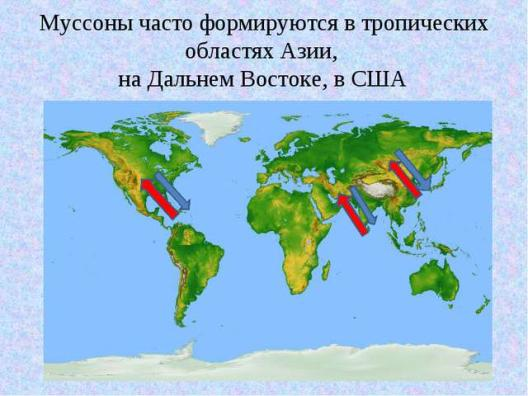 Муссоны часто формируются в тропических
областях Азии,
на Дальнем Востоке, в США